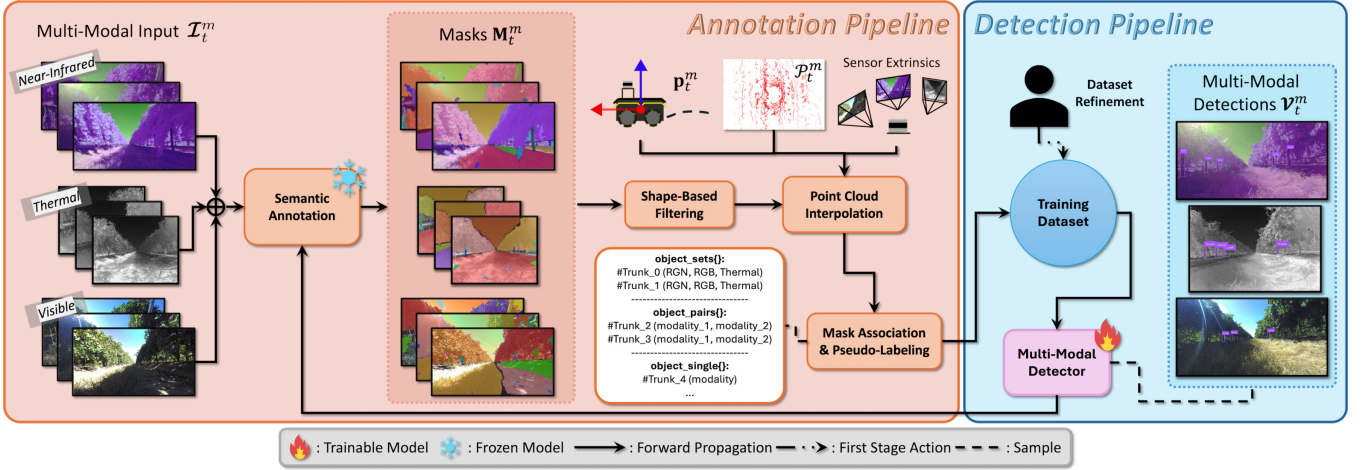 Annotation Pipeline
Detection Pipeline
Multi-Modal Input 𝓘ₜᵐ
Near-Infrared
Thermal
Visible
Semantic
Annotation
Masks 𝐌ₜᵐ
𝐩ₜᵐ
𝒫ₜᵐ
Sensor Extrinsics
Shape-Based
Filtering
Point Cloud
Interpolation
object_sets{}:
#Trunk_0 (RGN, RGB, Thermal)
#Trunk_1 (RGN, RGB, Thermal)
------------------------------
object_pairs{}:
#Trunk_2 (modality_1, modality_2)
#Trunk_3 (modality_1, modality_2)
------------------------------
object_single{}:
#Trunk_4 (modality)
...
Mask Association
& Pseudo-Labeling
Dataset
Refinement
Training
Dataset
Multi-Modal
Detector
Multi-Modal
Detections 𝓥ₜᵐ
: Trainable Model
: Frozen Model
: Forward Propagation
: First Stage Action
: Sample